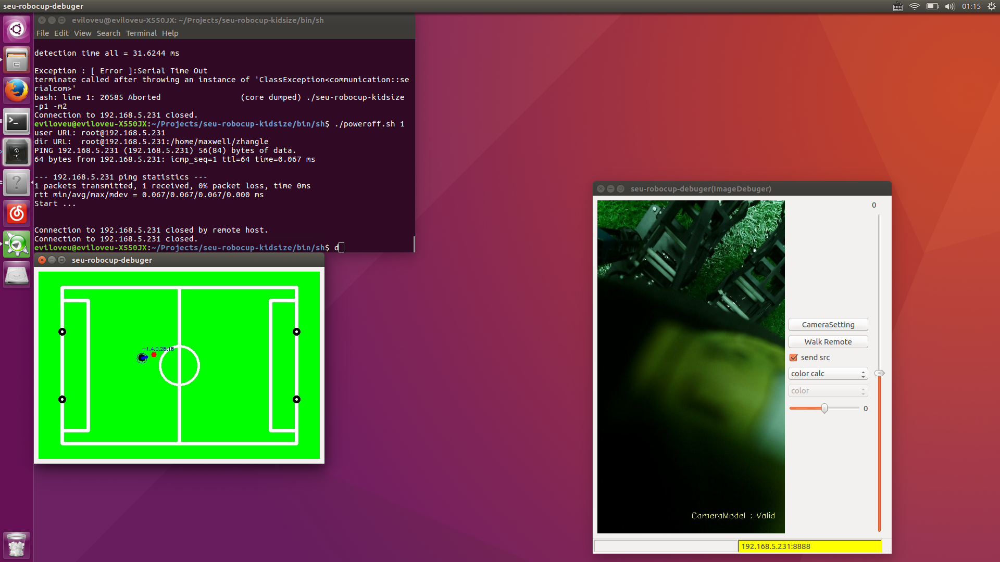 seu-robocup-debuger
01:15
eviloveu@eviloveu-X550JX: ~/Projects/seu-robocup-kidsize/bin/sh
File Edit View Search Terminal Help
detection time all = 31.6244 ms
Exception : [ Error ]:Serial Time Out
terminate called after throwing an instance of 'ClassException<communication::se
rialcom>'
bash: line 1: 20585 Aborted (core dumped) ./seu-robocup-kidsize
-p1 -m2
Connection to 192.168.5.231 closed.
eviloveu@eviloveu-X550JX:~/Projects/seu-robocup-kidsize/bin/sh$ ./poweroff.sh 1
user URL: root@192.168.5.231
dir URL:  root@192.168.5.231:/home/maxwell/zhangle
PING 192.168.5.231 (192.168.5.231) 56(84) bytes of data.
64 bytes from 192.168.5.231: icmp_seq=1 ttl=64 time=0.067 ms
--- 192.168.5.231 ping statistics ---
1 packets transmitted, 1 received, 0% packet loss, time 0ms
rtt min/avg/max/mdev = 0.067/0.067/0.067/0.000 ms
Start ...
Connection to 192.168.5.231 closed by remote host.
Connection to 192.168.5.231 closed.
eviloveu@eviloveu-X550JX:~/Projects/seu-robocup-kidsize/bin/sh$ d
seu-robocup-debuger
seu-robocup-debuger(ImageDebuger)
0
CameraSetting
Walk Remote
send src
color calc
color
0
CameraModel : Valid
192.168.5.231:8888